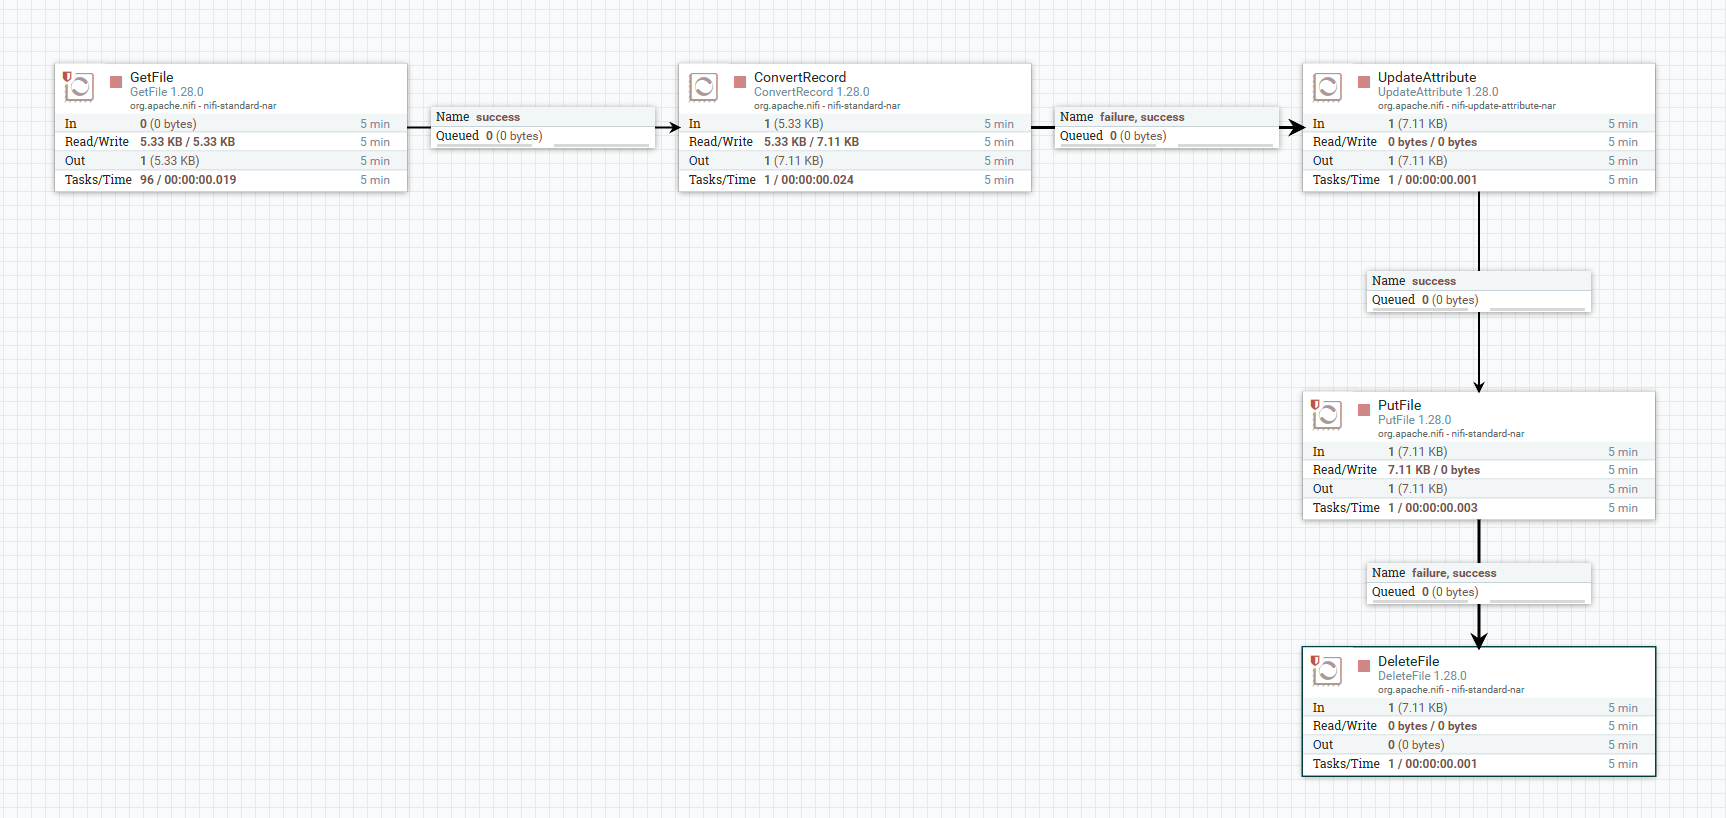 GetFile
GetFile 1.28.0
org.apache.nifi - nifi-standard-nar
In 0 (0 bytes) 5 min
Read/Write 5.33 KB / 5.33 KB 5 min
Out 1 (5.33 KB) 5 min
Tasks/Time 96 / 00:00:00.019 5 min
Name success
Queued 0 (0 bytes)
ConvertRecord
ConvertRecord 1.28.0
org.apache.nifi - nifi-standard-nar
In 1 (5.33 KB) 5 min
Read/Write 5.33 KB / 7.11 KB 5 min
Out 1 (7.11 KB) 5 min
Tasks/Time 1 / 00:00:00.024 5 min
Name failure, success
Queued 0 (0 bytes)
UpdateAttribute
UpdateAttribute 1.28.0
org.apache.nifi - nifi-update-attribute-nar
In 1 (7.11 KB) 5 min
Read/Write 0 bytes / 0 bytes 5 min
Out 1 (7.11 KB) 5 min
Tasks/Time 1 / 00:00:00.001 5 min
Name success
Queued 0 (0 bytes)
PutFile
PutFile 1.28.0
org.apache.nifi - nifi-standard-nar
In 1 (7.11 KB) 5 min
Read/Write 7.11 KB / 0 bytes 5 min
Out 1 (7.11 KB) 5 min
Tasks/Time 1 / 00:00:00.003 5 min
Name failure, success
Queued 0 (0 bytes)
DeleteFile
DeleteFile 1.28.0
org.apache.nifi - nifi-standard-nar
In 1 (7.11 KB) 5 min
Read/Write 0 bytes / 0 bytes 5 min
Out 0 (0 bytes) 5 min
Tasks/Time 1 / 00:00:00.001 5 min